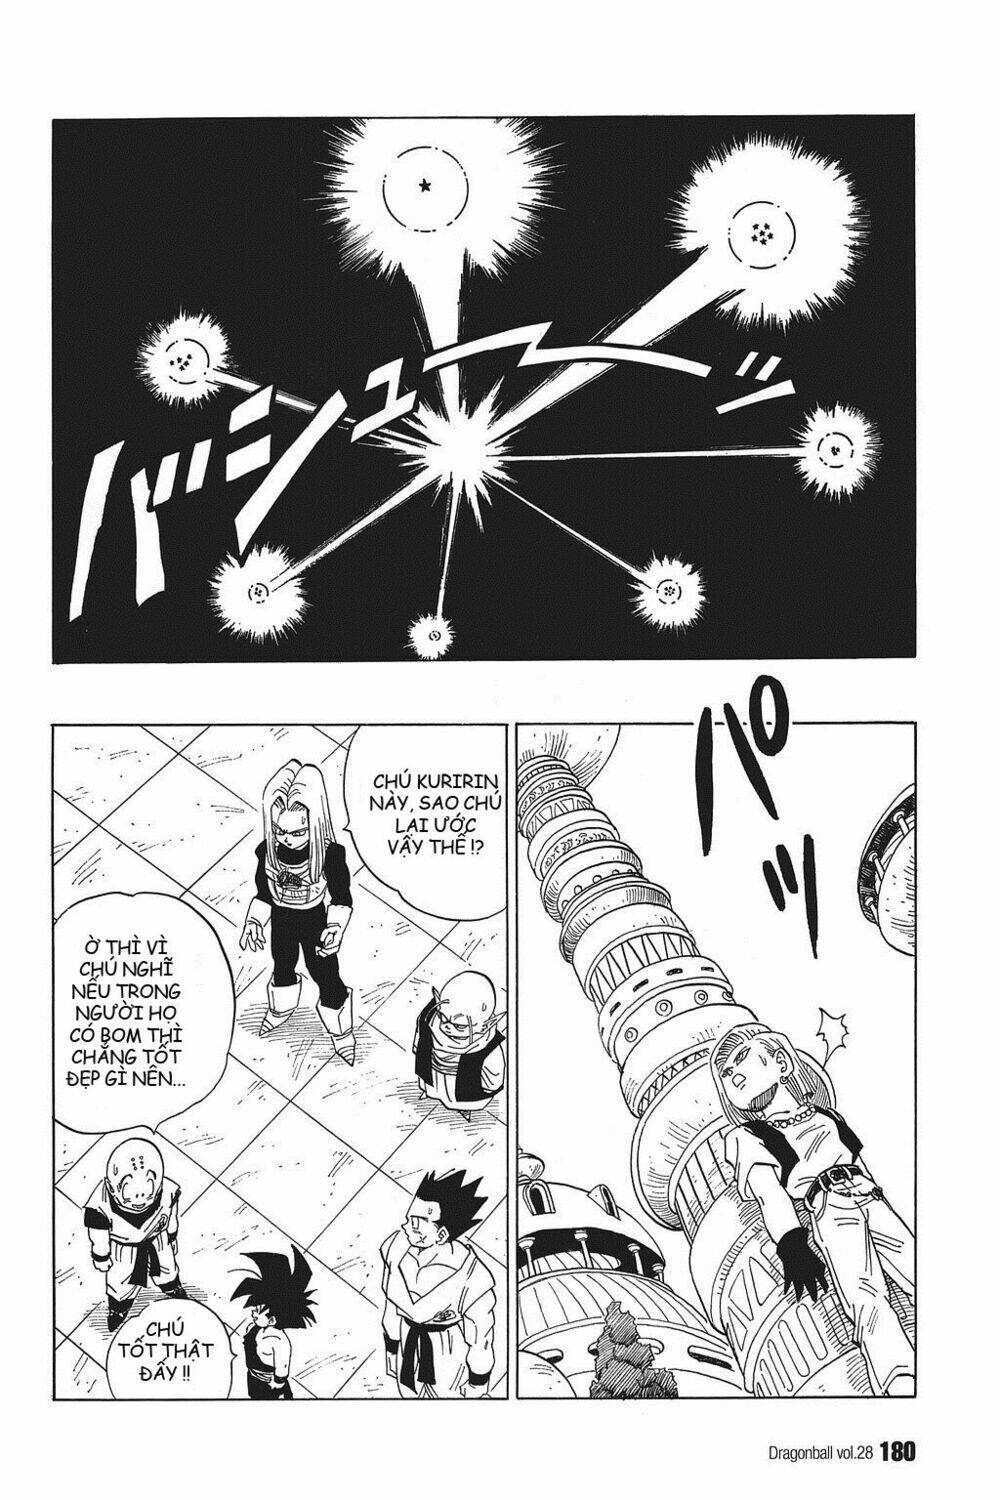 バシューッ
パッ
CHÚ KURIRIN
NÀY, SAO CHÚ
LẠI ƯỚC
VẬY THẾ !?
Ờ THÌ VÌ
CHÚ NGHĨ
NẾU TRONG
NGƯỜI HỌ
CÓ BOM THÌ
CHẲNG TỐT
ĐẸP GÌ NÊN...
CHÚ
TỐT THẬT
ĐẤY !!
Dragonball vol.28 180